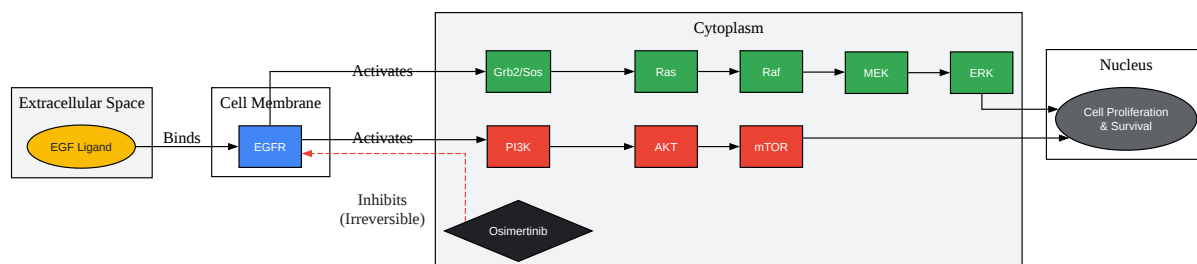 Cytoplasm
Grb2/Sos
Ras
Raf
MEK
ERK
Activates
Nucleus
Cell Proliferation
& Survival
Extracellular Space
EGF Ligand
Binds
Cell Membrane
EGFR
Activates
PI3K
AKT
mTOR
Inhibits
(Irreversible)
Osimertinib